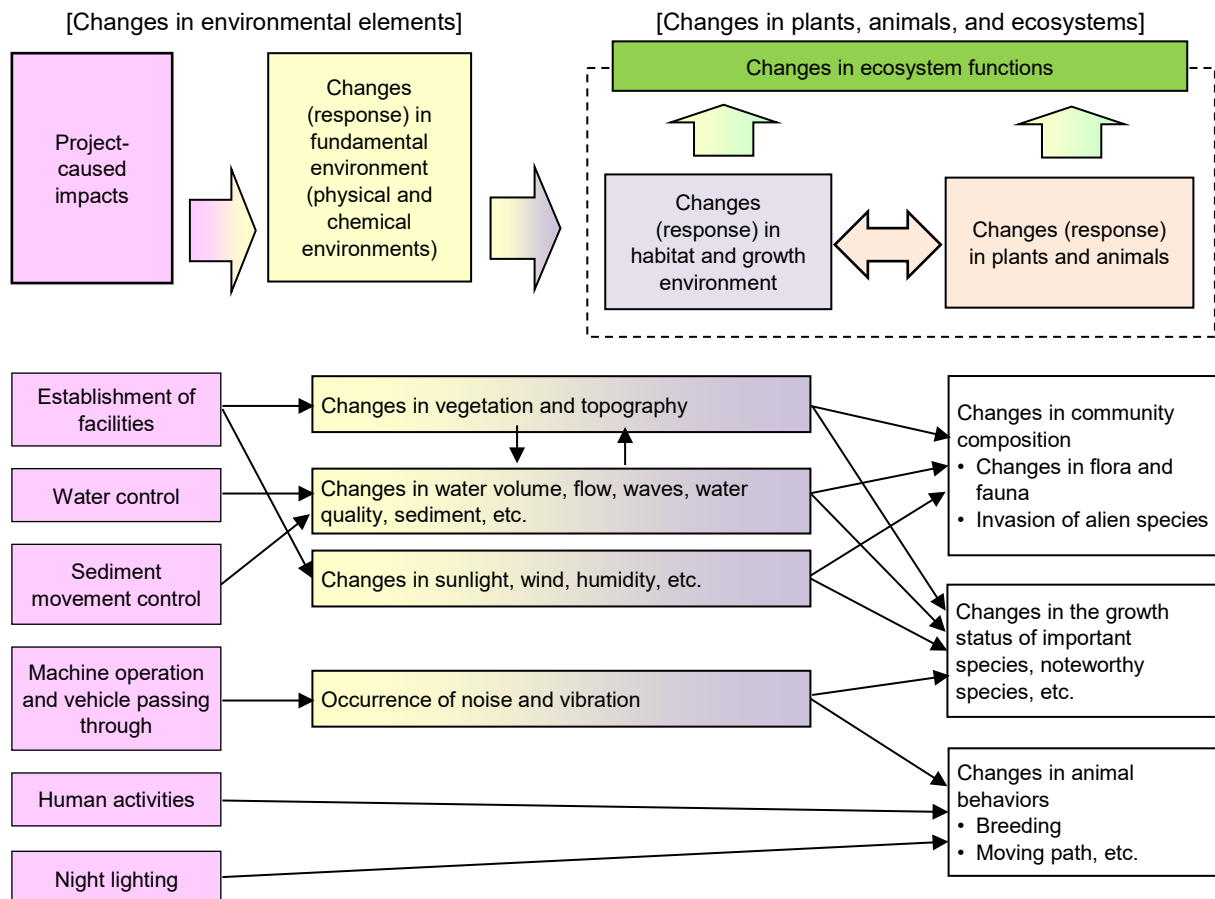 [Changes in environmental elements]
[Changes in plants, animals, and ecosystems]
Project-
caused
impacts
Changes
(response) in
fundamental
environment
(physical and
chemical
environments)
Changes in ecosystem functions
Changes
(response) in
habitat and growth
environment
Changes (response)
in plants and animals
Establishment of
facilities
Water control
Sediment
movement control
Machine operation
and vehicle passing
through
Human activities
Night lighting
Changes in vegetation and topography
Changes in water volume, flow, waves, water
quality, sediment, etc.
Changes in sunlight, wind, humidity, etc.
Occurrence of noise and vibration
Changes in community
composition
• Changes in flora and
fauna
• Invasion of alien species
Changes in the growth
status of important
species, noteworthy
species, etc.
Changes in animal
behaviors
• Breeding
• Moving path, etc.